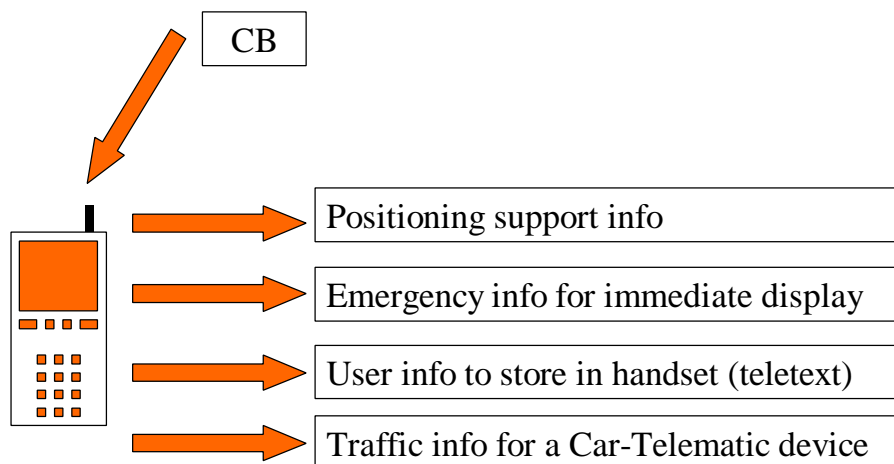 CB
Positioning support info
Emergency info for immediate display
User info to store in handset (teletext)
Traffic info for a Car-Telematic device